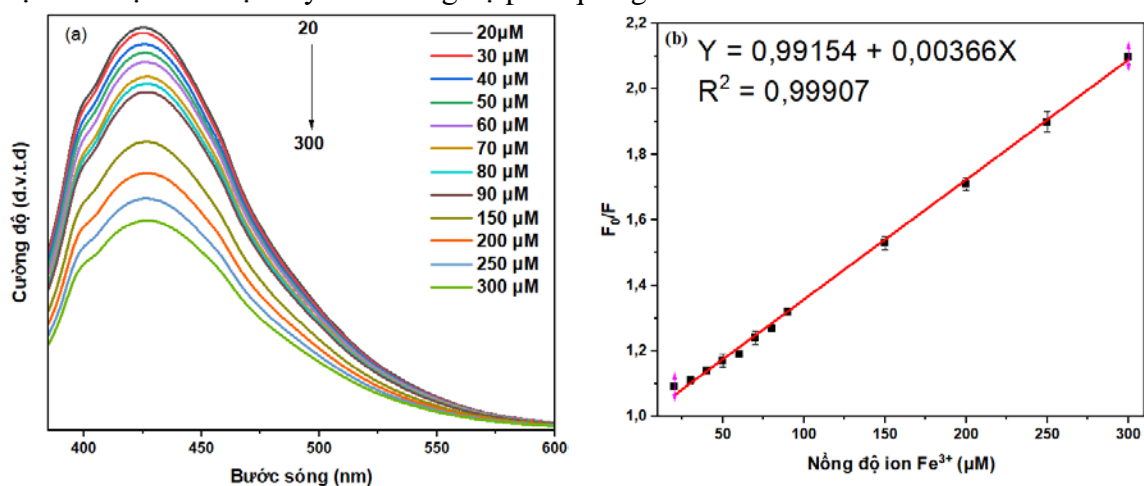 (a)
20
300
20µM
30 µM
40 µM
50 µM
60 µM
70 µM
80 µM
90 µM
150 µM
200 µM
250 µM
300 µM
Cường độ (đ.v.t.đ)
400 450 500 550 600
Bước sóng (nm)
(b)
Y = 0,99154 + 0,00366X
R² = 0,99907
2,2
2,0
1,8
1,6
1,4
1,2
1,0
F₀/F
50 100 150 200 250 300
Nồng độ ion Fe³⁺ (µM)